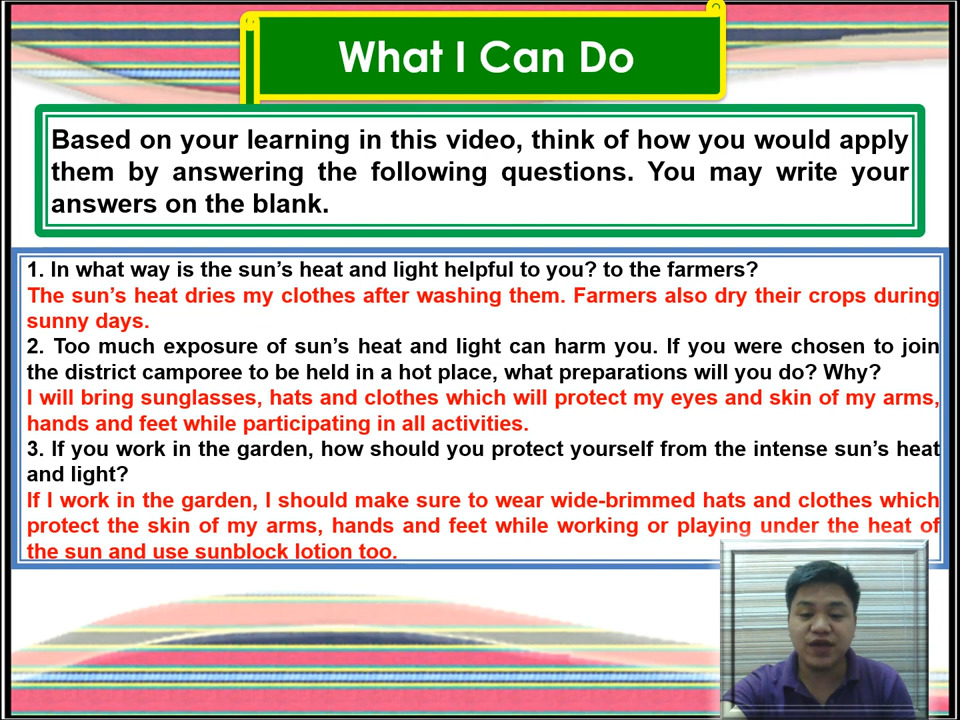 What I Can Do
Based on your learning in this video, think of how you would apply
them by answering the following questions. You may write your
answers on the blank.
1. In what way is the sun’s heat and light helpful to you? to the farmers?
The sun’s heat dries my clothes after washing them. Farmers also dry their crops during
sunny days.
2. Too much exposure of sun’s heat and light can harm you. If you were chosen to join
the district camporee to be held in a hot place, what preparations will you do? Why?
I will bring sunglasses, hats and clothes which will protect my eyes and skin of my arms,
hands and feet while participating in all activities.
3. If you work in the garden, how should you protect yourself from the intense sun’s heat
and light?
If I work in the garden, I should make sure to wear wide-brimmed hats and clothes which
protect the skin of my arms, hands and feet while working or playing under the heat of
the sun and use sunblock lotion too.